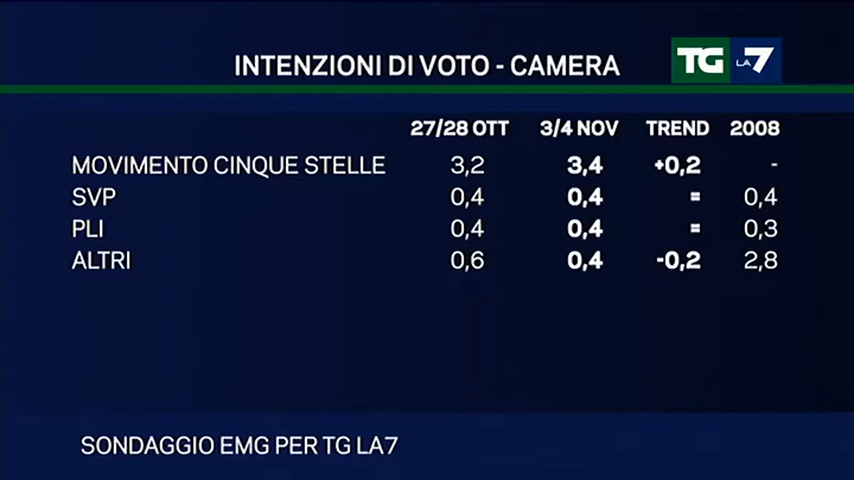 INTENZIONI DI VOTO - CAMERA
TG LA 7
27/28 OTT 3/4 NOV TREND 2008
MOVIMENTO CINQUE STELLE 3,2 3,4 +0,2 -
SVP 0,4 0,4 = 0,4
PLI 0,4 0,4 = 0,3
ALTRI 0,6 0,4 -0,2 2,8
SONDAGGIO EMG PER TG LA7